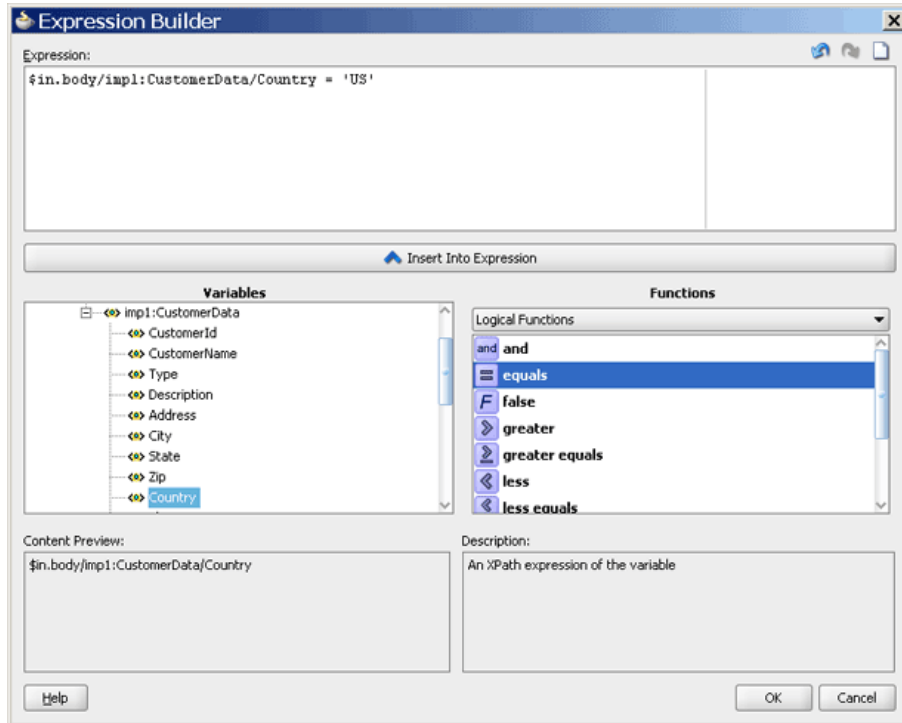 Expression Builder
Expression:
$in.body/imp1:CustomerData/Country = 'US'
Insert Into Expression
Variables
imp1:CustomerData
CustomerId
CustomerName
Type
Description
Address
City
State
Zip
Country
Functions
Logical Functions
and and
equals
F false
greater
greater equals
less
less equals
Content Preview:
$in.body/imp1:CustomerData/Country
Description:
An XPath expression of the variable
Help
OK
Cancel